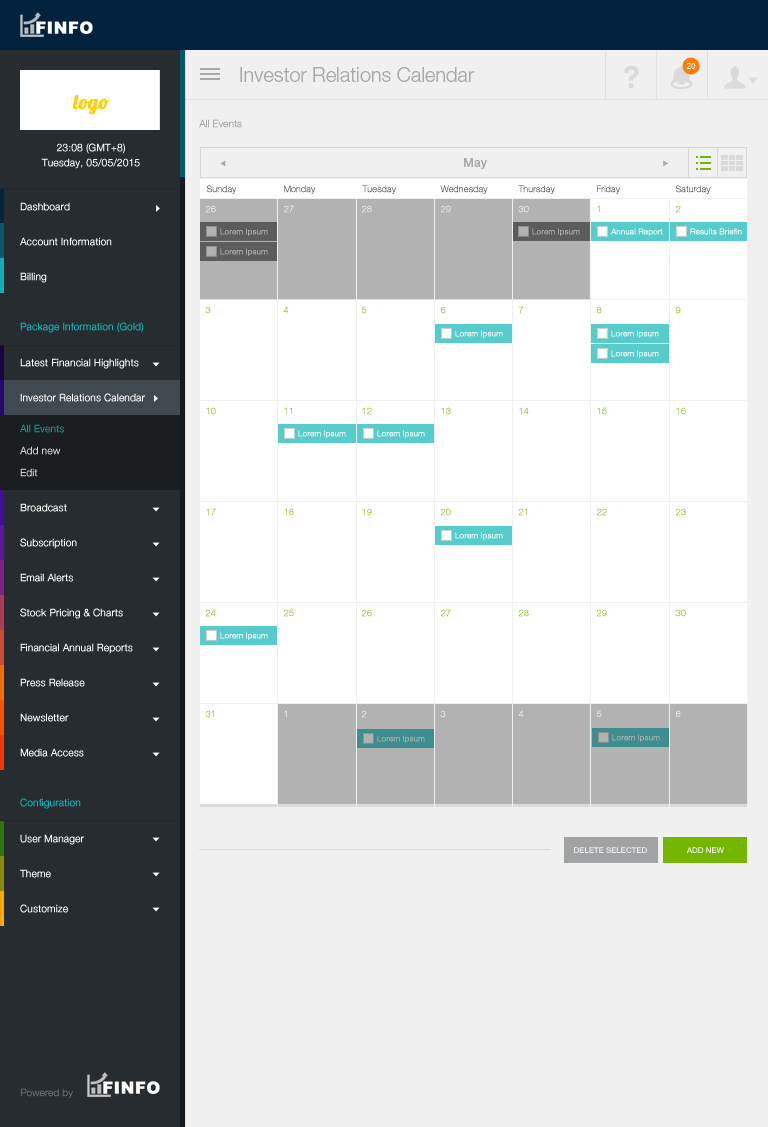 FINFO
logo
23:08 (GMT+8)
Tuesday, 05/05/2015
Dashboard
Account Information
Billing
Package Information (Gold)
Latest Financial Highlights
Investor Relations Calendar
All Events
Add new
Edit
Broadcast
Subscription
Email Alerts
Stock Pricing & Charts
Financial Annual Reports
Press Release
Newsletter
Media Access
Configuration
User Manager
Theme
Customize
Powered by FINFO
Investor Relations Calendar
?
20
All Events
May
Sunday Monday Tuesday Wednesday Thursday Friday Saturday
26 27 28 29 30 1 2
Lorem Ipsum Lorem Ipsum Annual Report Results Briefin
Lorem Ipsum
3 4 5 6 7 8 9
Lorem Ipsum Lorem Ipsum
Lorem Ipsum
10 11 12 13 14 15 16
Lorem Ipsum Lorem Ipsum
17 18 19 20 21 22 23
Lorem Ipsum
24 25 26 27 28 29 30
Lorem Ipsum
31 1 2 3 4 5 6
Lorem Ipsum Lorem Ipsum
DELETE SELECTED ADD NEW